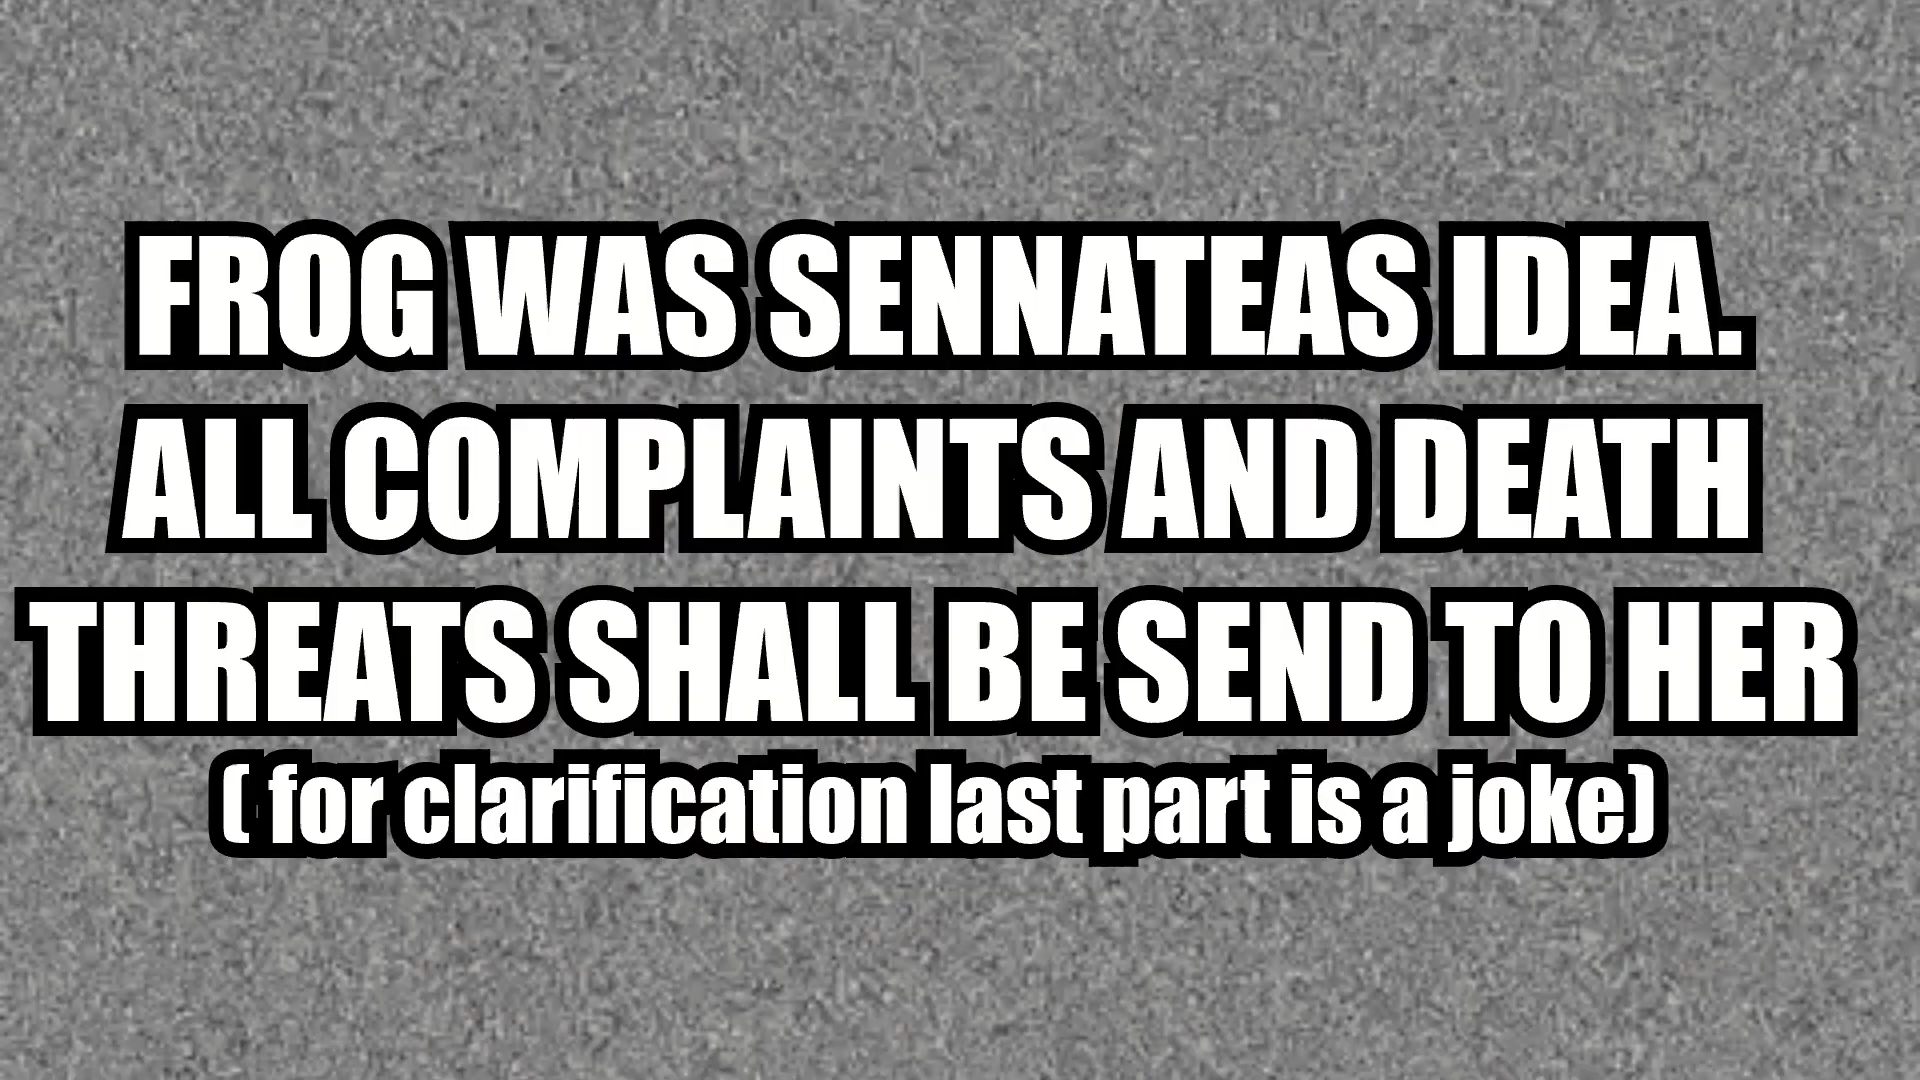 FROG WAS SENNATEAS IDEA.
ALL COMPLAINTS AND DEATH
THREATS SHALL BE SEND TO HER
( for clarification last part is a joke)